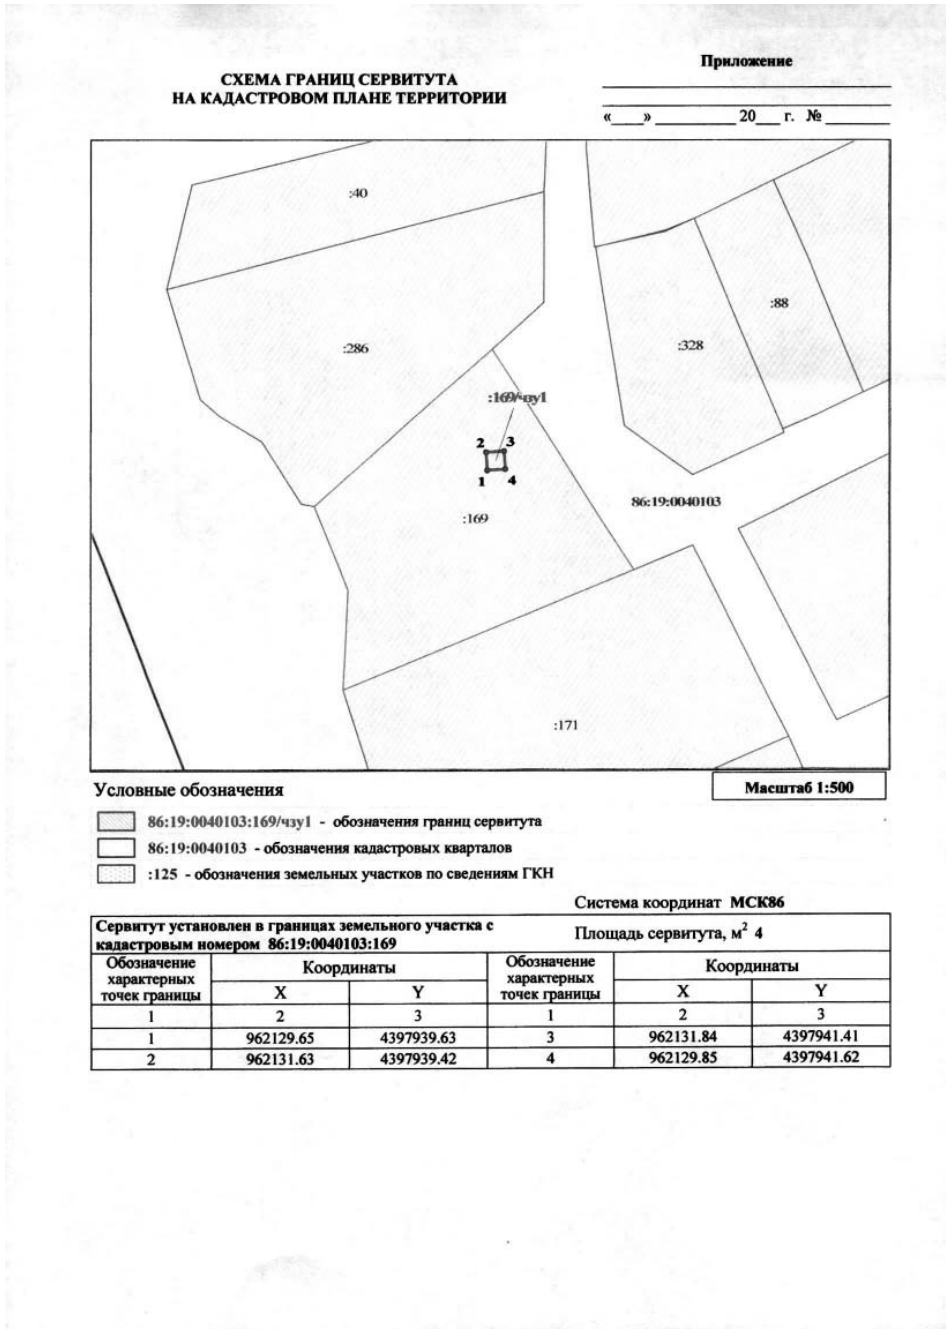 Приложение
СХЕМА ГРАНИЦ СЕРВИТУТА
НА КАДАСТРОВОМ ПЛАНЕ ТЕРРИТОРИИ
«____» __________ 20___ г. № ________
:40
:88
:286
:328
:169/чзу1
2 3
1 4
86:19:0040103
:169
:171
Условные обозначения
Масштаб 1:500
86:19:0040103:169/чзу1 - обозначения границ сервитута
86:19:0040103 - обозначения кадастровых кварталов
:125 - обозначения земельных участков по сведениям ГКН
Система координат МСК86
Сервитут установлен в границах земельного участка с
кадастровым номером 86:19:0040103:169
Площадь сервитута, м2 4
Обозначение характерных точек границы Координаты Обозначение характерных точек границы Координаты
X Y X Y
1 2 3 1 2 3
1 962129.65 4397939.63 3 962131.84 4397941.41
2 962131.63 4397939.42 4 962129.85 4397941.62